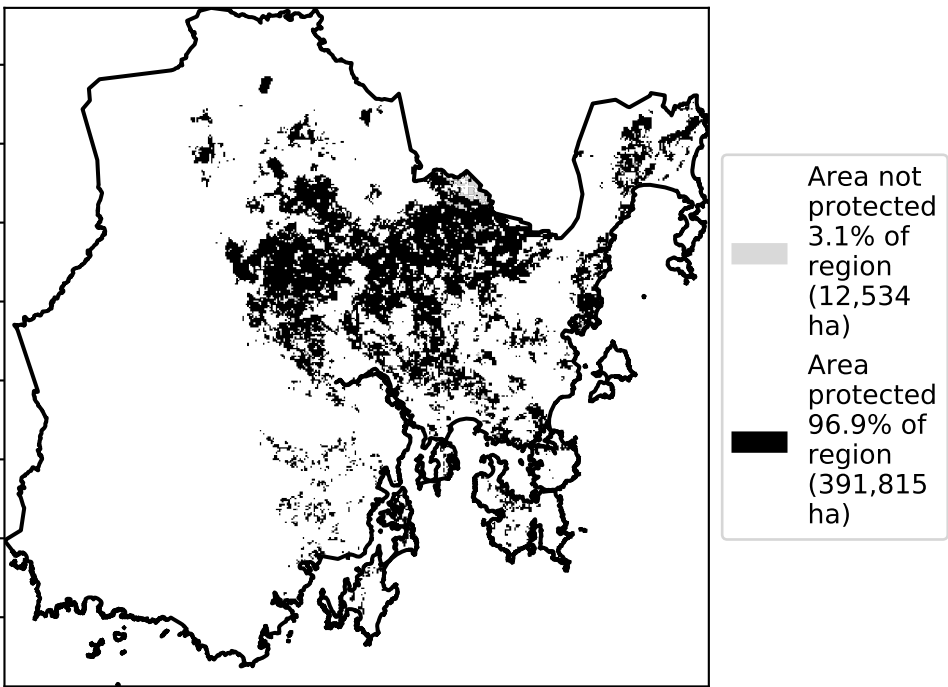 Area not
protected
3.1% of
region
(12,534
ha)
Area
protected
96.9% of
region
(391,815
ha)